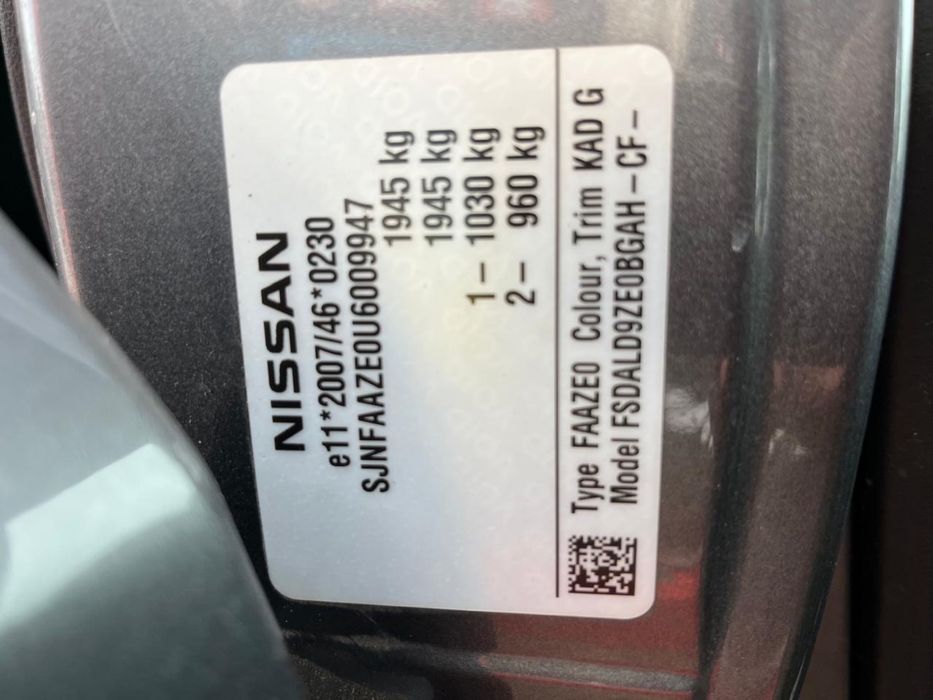 NISSAN
e11*2007/46*0230
SJNFAAZE0U6009947
1945 kg
1945 kg
1- 1030 kg
2- 960 kg
Type FAAZE0 Colour, Trim KAD G
Model FSDALD9ZE0BGAH-CF-